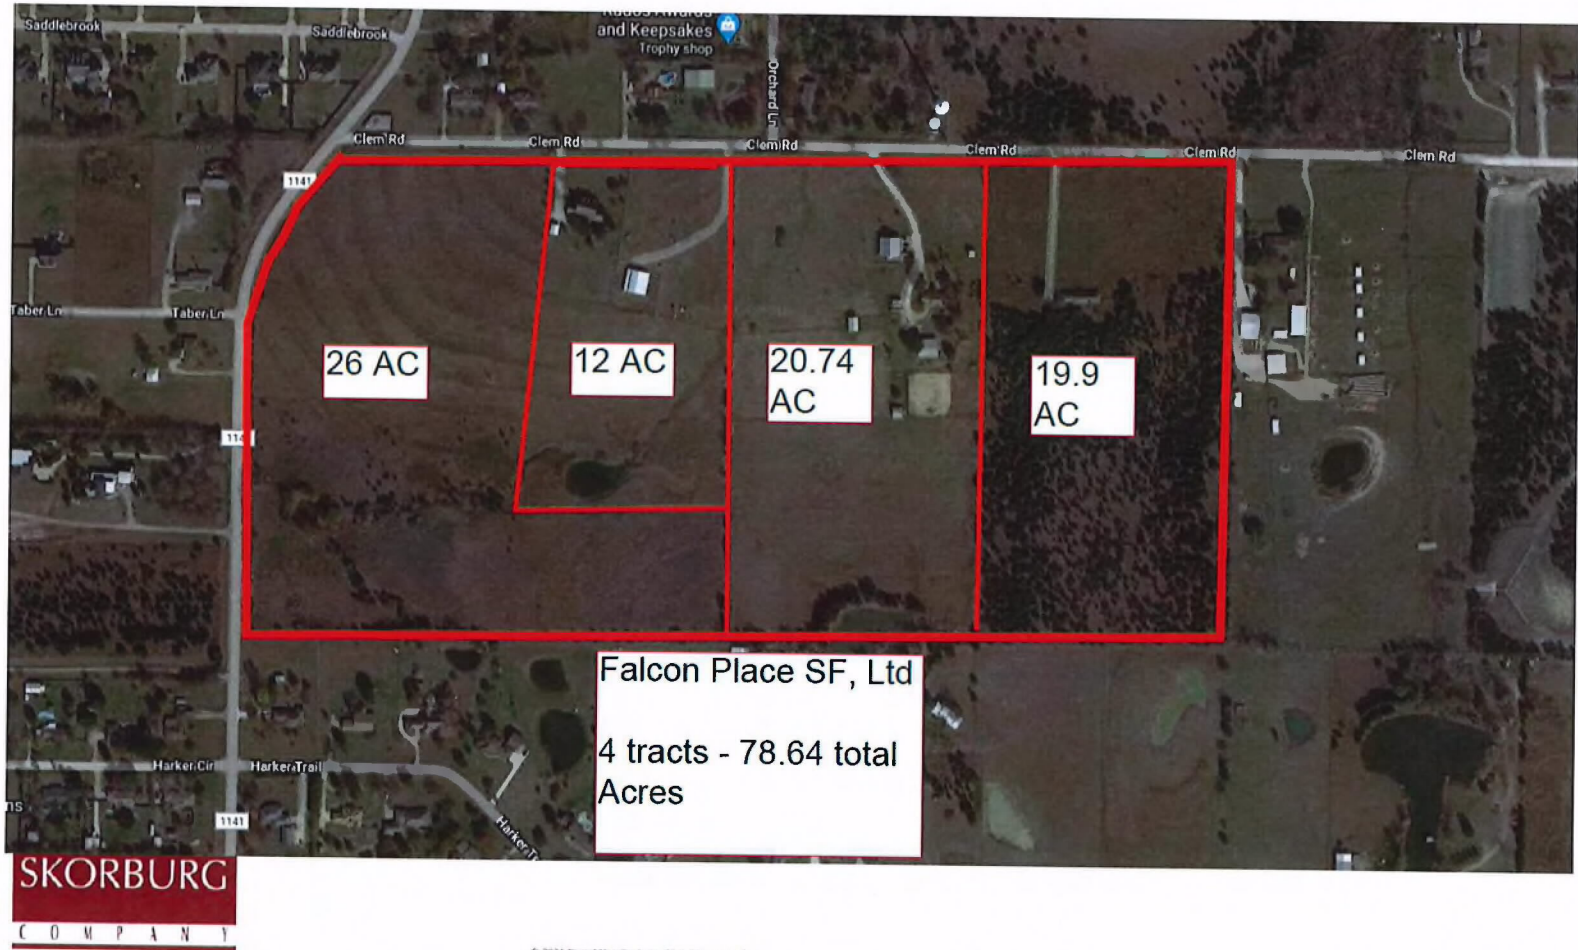 Saddlebrook
Saddlebrook
and Keepsakes
Trophy shop
Orchard Ln
Clem Rd
Clem Rd
Clem Rd
Clem Rd
Clem Rd
Clem Rd
1141
Taber Ln
Taber Ln
26 AC
12 AC
20.74
AC
19.9
AC
Falcon Place SF, Ltd
4 tracts - 78.64 total
Acres
Harker Cir
Harker Trail
1141
SKORBURG
COMPANY